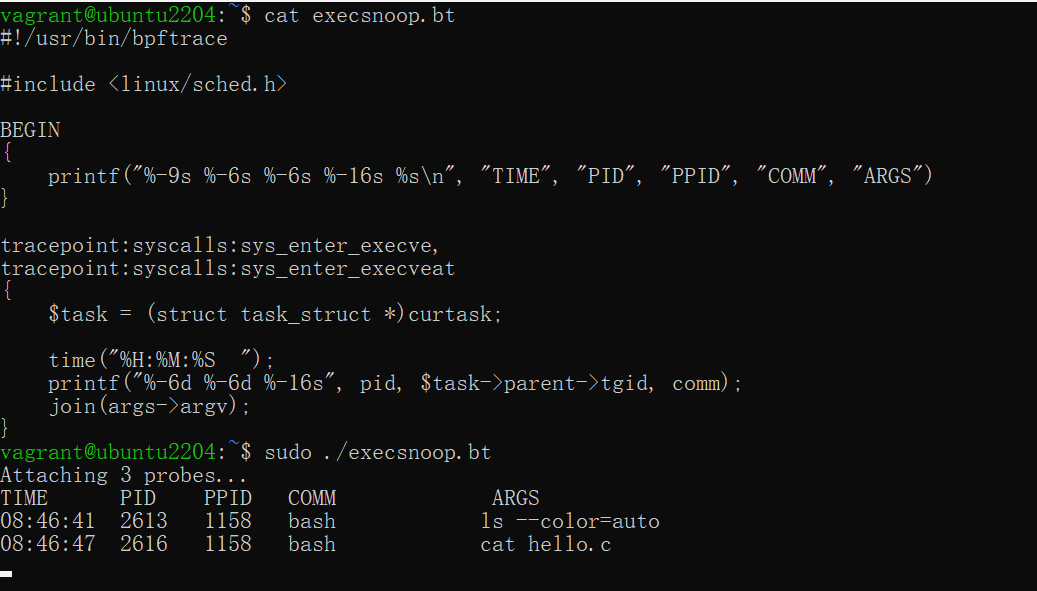 vagrant@ubuntu2204:~$ cat execsnoop.bt
#!/usr/bin/bpftrace

#include <linux/sched.h>

BEGIN
{
    printf("%-9s %-6s %-6s %-16s %s\n", "TIME", "PID", "PPID", "COMM", "ARGS")
}

tracepoint:syscalls:sys_enter_execve,
tracepoint:syscalls:sys_enter_execveat
{
    $task = (struct task_struct *)curtask;

    time("%H:%M:%S  ");
    printf("%-6d %-6d %-16s", pid, $task->parent->tgid, comm);
    join(args->argv);
}
vagrant@ubuntu2204:~$ sudo ./execsnoop.bt
Attaching 3 probes...
TIME      PID    PPID   COMM             ARGS
08:46:41  2613   1158   bash            ls --color=auto
08:46:47  2616   1158   bash            cat hello.c